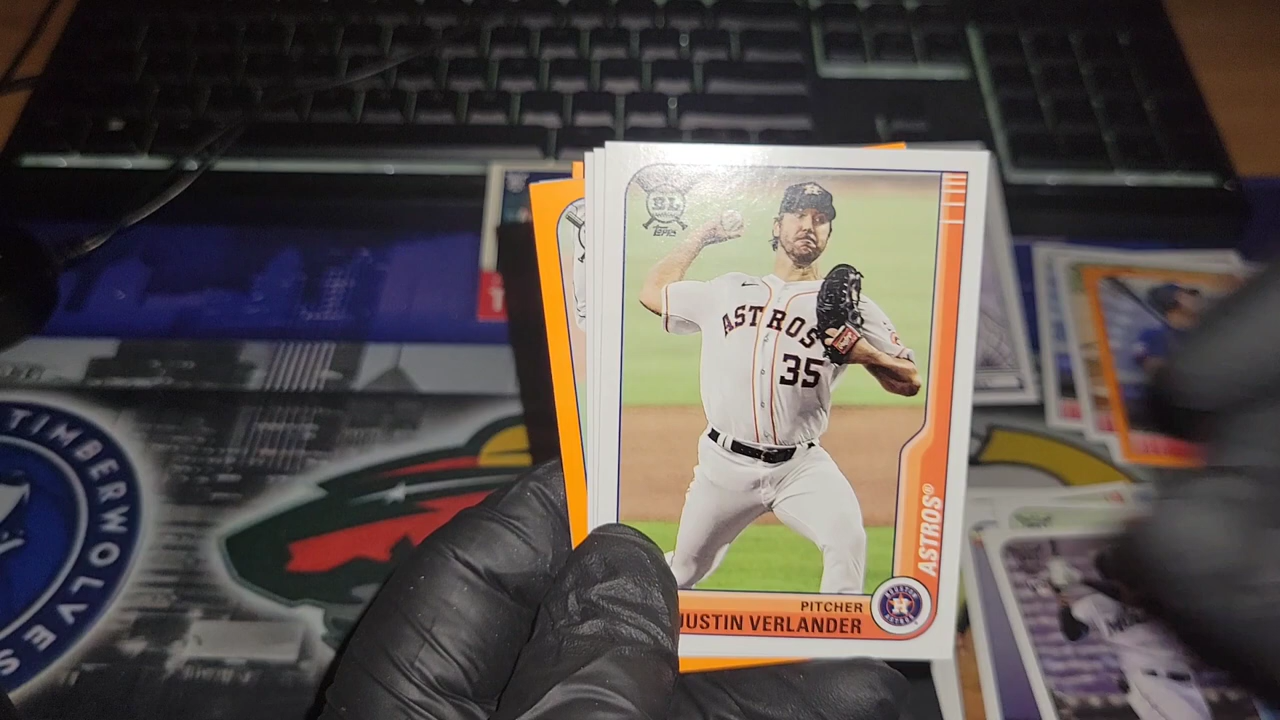 BL
TOPPS
ASTROS
35
ASTROS®
PITCHER
JUSTIN VERLANDER
TIMBERWOLVES